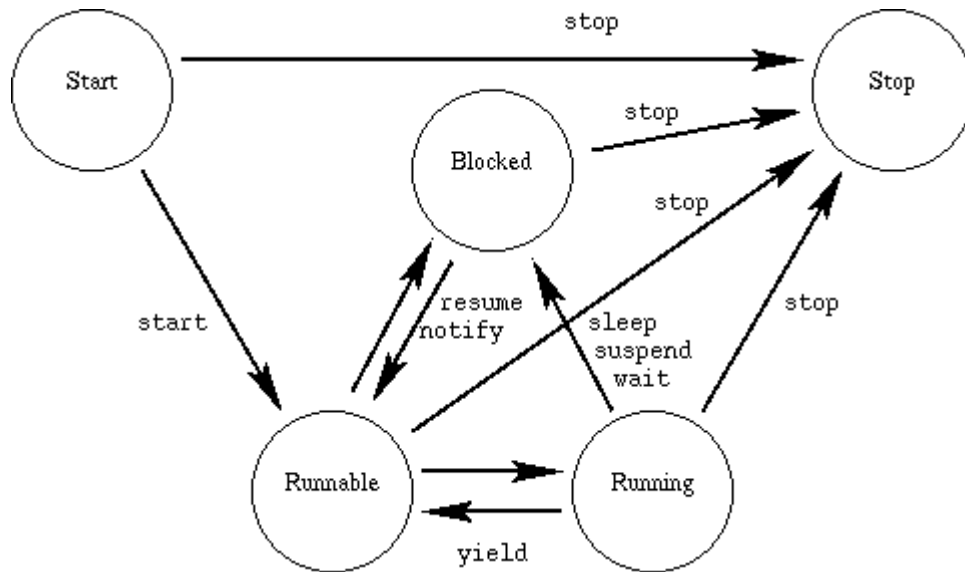 stop
Start
Stop
stop
Blocked
stop
resume
notify
start
sleep
suspend
wait
stop
Runnable
Running
yield